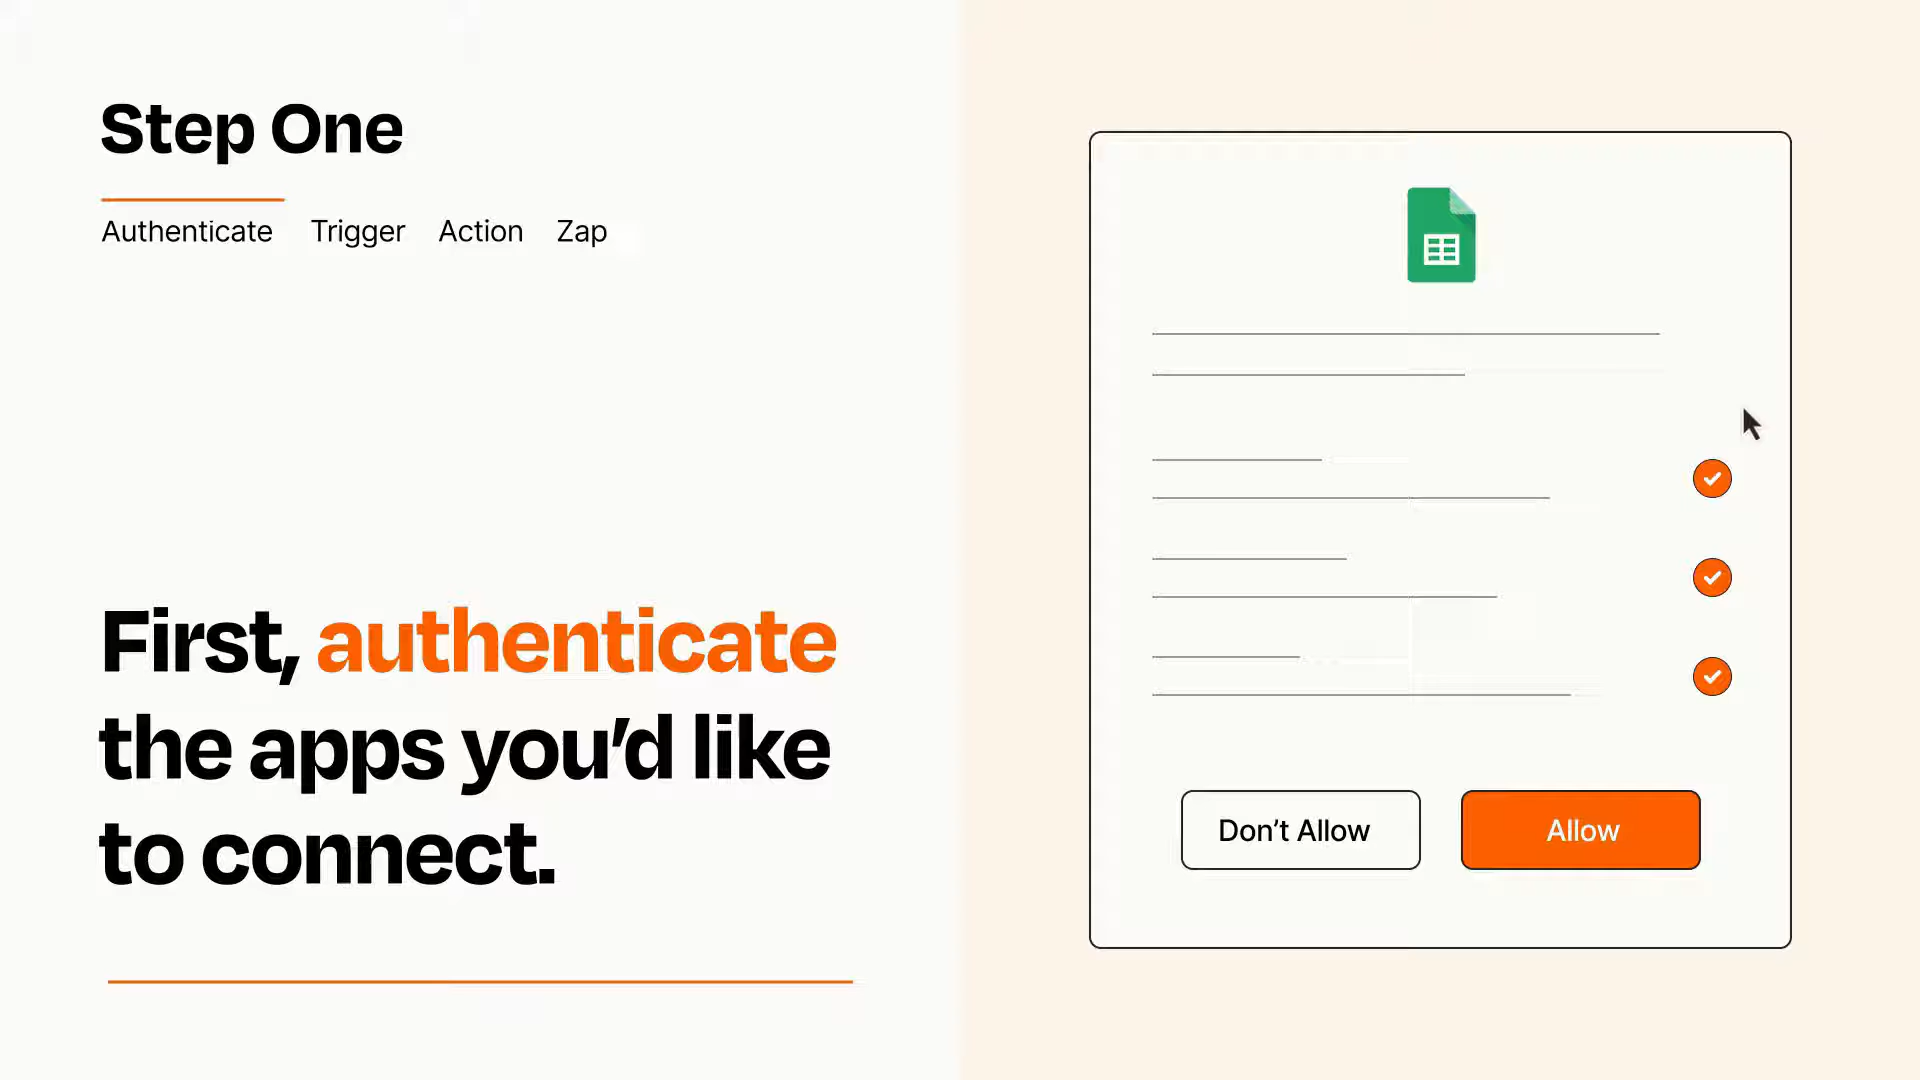 Step One
Authenticate Trigger Action Zap
First, authenticate
the apps you’d like
to connect.
Don’t Allow
Allow